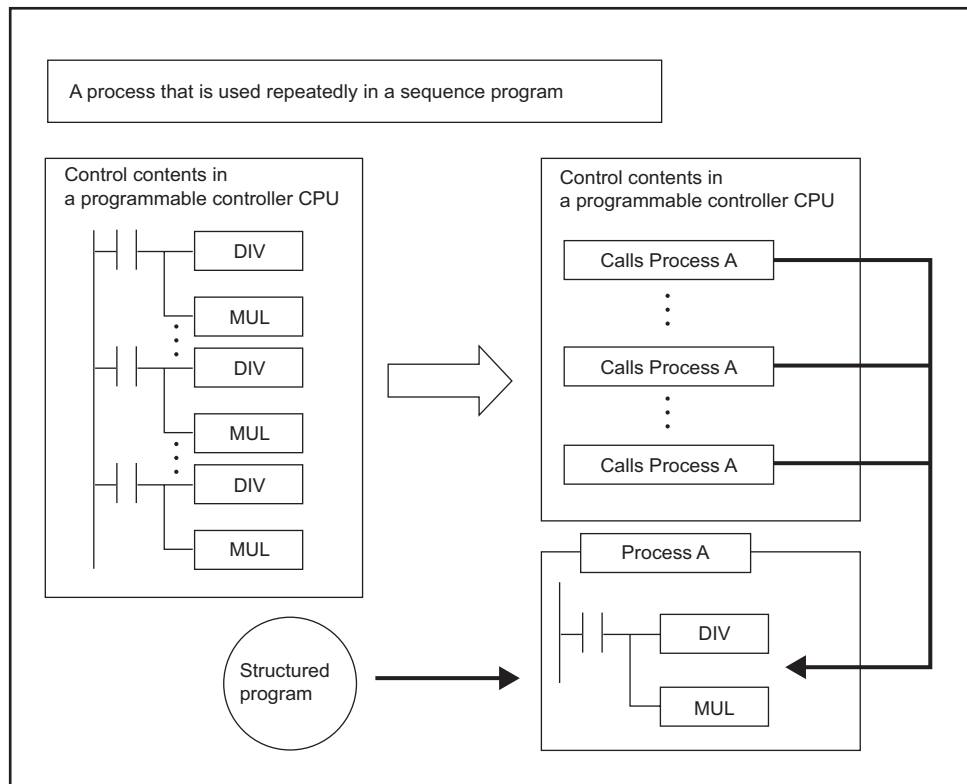 A process that is used repeatedly in a sequence program
Control contents in
a programmable controller CPU
DIV
MUL
DIV
MUL
DIV
MUL
Control contents in
a programmable controller CPU
Calls Process A
Calls Process A
Calls Process A
Process A
DIV
MUL
Structured
program